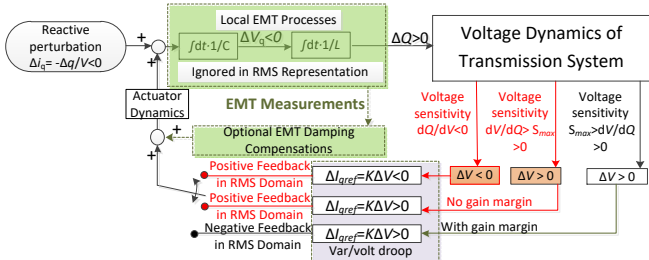 Local EMT Processes
Reactive
perturbation
Δiq= -Δq/V<0
+
+
∫dt·1/C
ΔVq<0
∫dt·1/L
Ignored in RMS Representation
ΔQ>0
Voltage Dynamics of
Transmission System
Actuator
Dynamics
EMT Measurements
+
+
Optional EMT Damping
Compensations
Voltage
sensitivity
dQ/dV<0
Voltage
sensitivity
dV/dQ> Smax
>0
Voltage
sensitivity
Smax>dV/dQ
>0
Positive Feedback
in RMS Domain
ΔIqref=KΔV<0
ΔV < 0
ΔV > 0
ΔV > 0
Positive Feedback
in RMS Domain
ΔIqref=KΔV>0
No gain margin
Negative Feedback
in RMS Domain
ΔIqref=KΔV>0
With gain margin
Var/volt droop